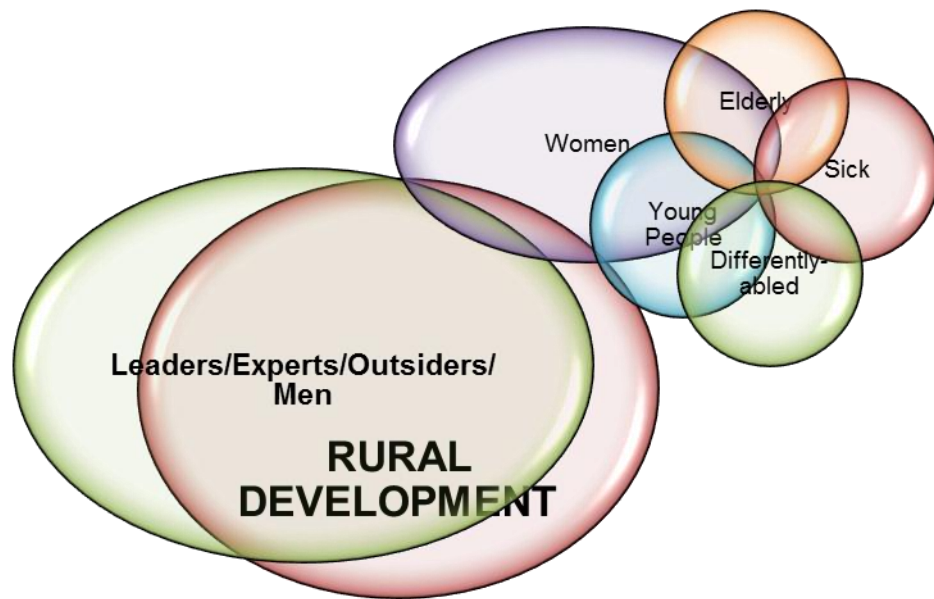 Elderly
Women
Sick
Young
People
Differently-
abled
Leaders/Experts/Outsiders/
Men
RURAL
DEVELOPMENT